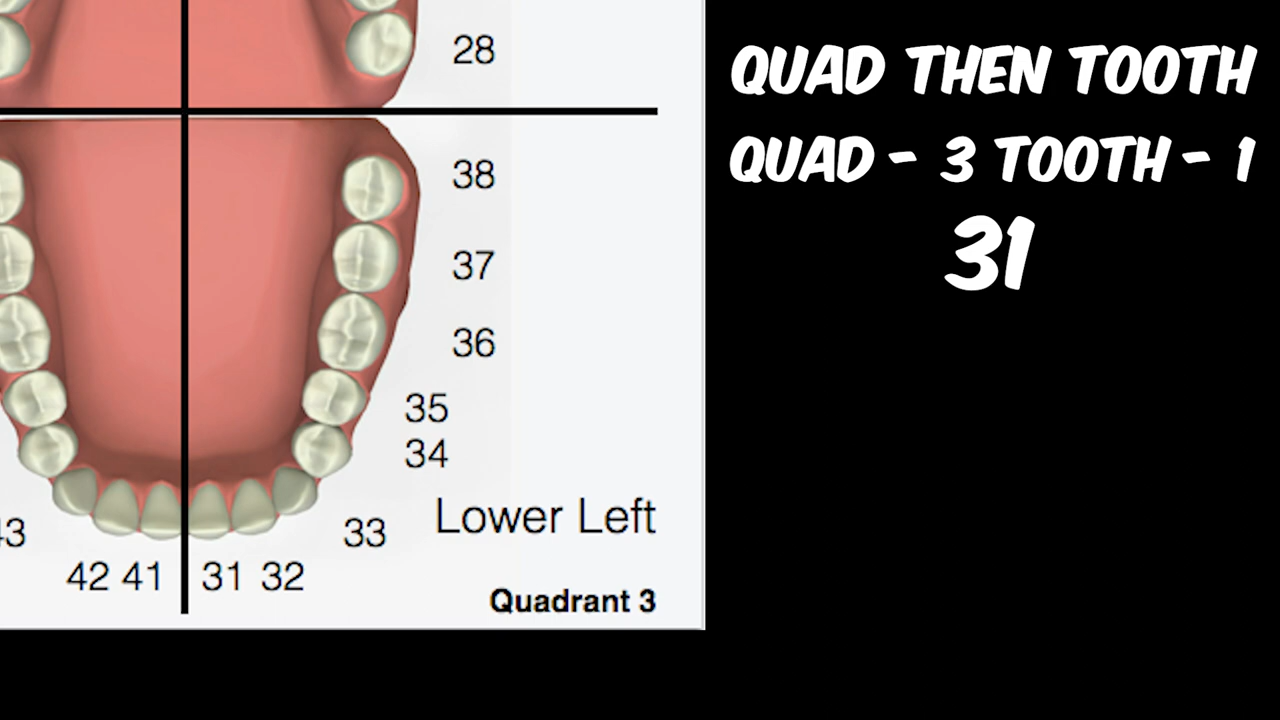 28
38
37
36
35
34
33
Lower Left
42 41 31 32
Quadrant 3
QUAD THEN TOOTH
QUAD - 3 TOOTH - 1
31